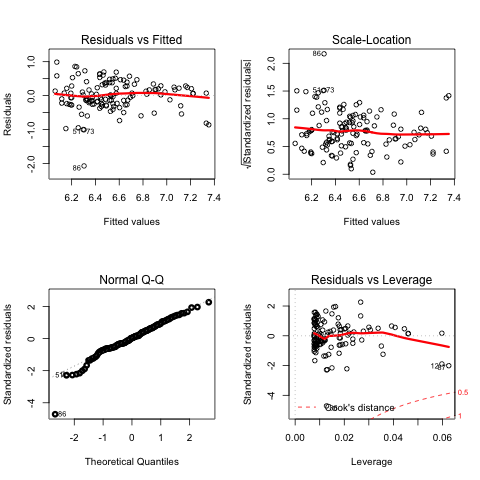 Residuals vs Fitted
Residuals
1.0
0.0
-1.0
-2.0
86
6.2 6.4 6.6 6.8 7.0 7.2 7.4
Fitted values
Scale-Location
√|Standardized residuals|
2.0
1.5
1.0
0.5
0.0
86
6.2 6.4 6.6 6.8 7.0 7.2 7.4
Fitted values
Normal Q-Q
Standardized residuals
2
0
-2
-4
86
-2 -1 0 1 2
Theoretical Quantiles
Residuals vs Leverage
Standardized residuals
2
0
-2
-4
Cook's distance
0.5
1
0.00 0.02 0.04 0.06
Leverage